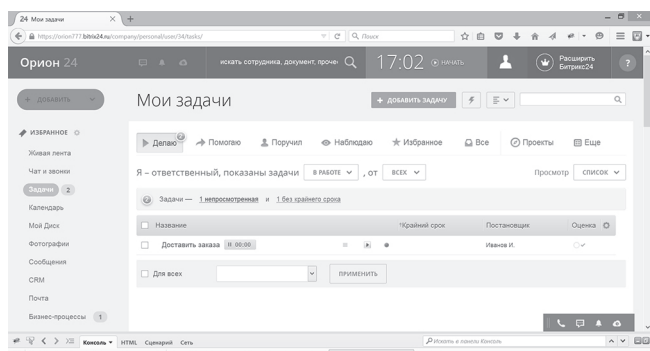 24 Мои задачи
https://orion777.bitrix24.ru/company/personal/user/34/tasks/
Поиск
Орион 24
искать сотрудника, документ, проче
17:02
НАЧАТЬ
Расширить
Битрикс24
?
+ ДОБАВИТЬ
Мои задачи
+ ДОБАВИТЬ ЗАДАЧУ
ИЗБРАННОЕ
Живая лента
Чат и звонки
Задачи 2
Календарь
Мой Диск
Фотографии
Сообщения
CRM
Почта
Бизнес-процессы 1
Делаю
Помогаю
Поручил
Наблюдаю
Избранное
Все
Проекты
Еще
Я – ответственный, показаны задачи В РАБОТЕ , от ВСЕХ
Просмотр СПИСОК
Задачи — 1 непросмотренная и 1 без крайнего срока
Название
Крайний срок
Постановщик
Оценка
Доставить заказа 00:00
Иванов И.
Для всех
ПРИМЕНИТЬ
Консоль HTML Сценарий Сеть
Искать в панели Консоль